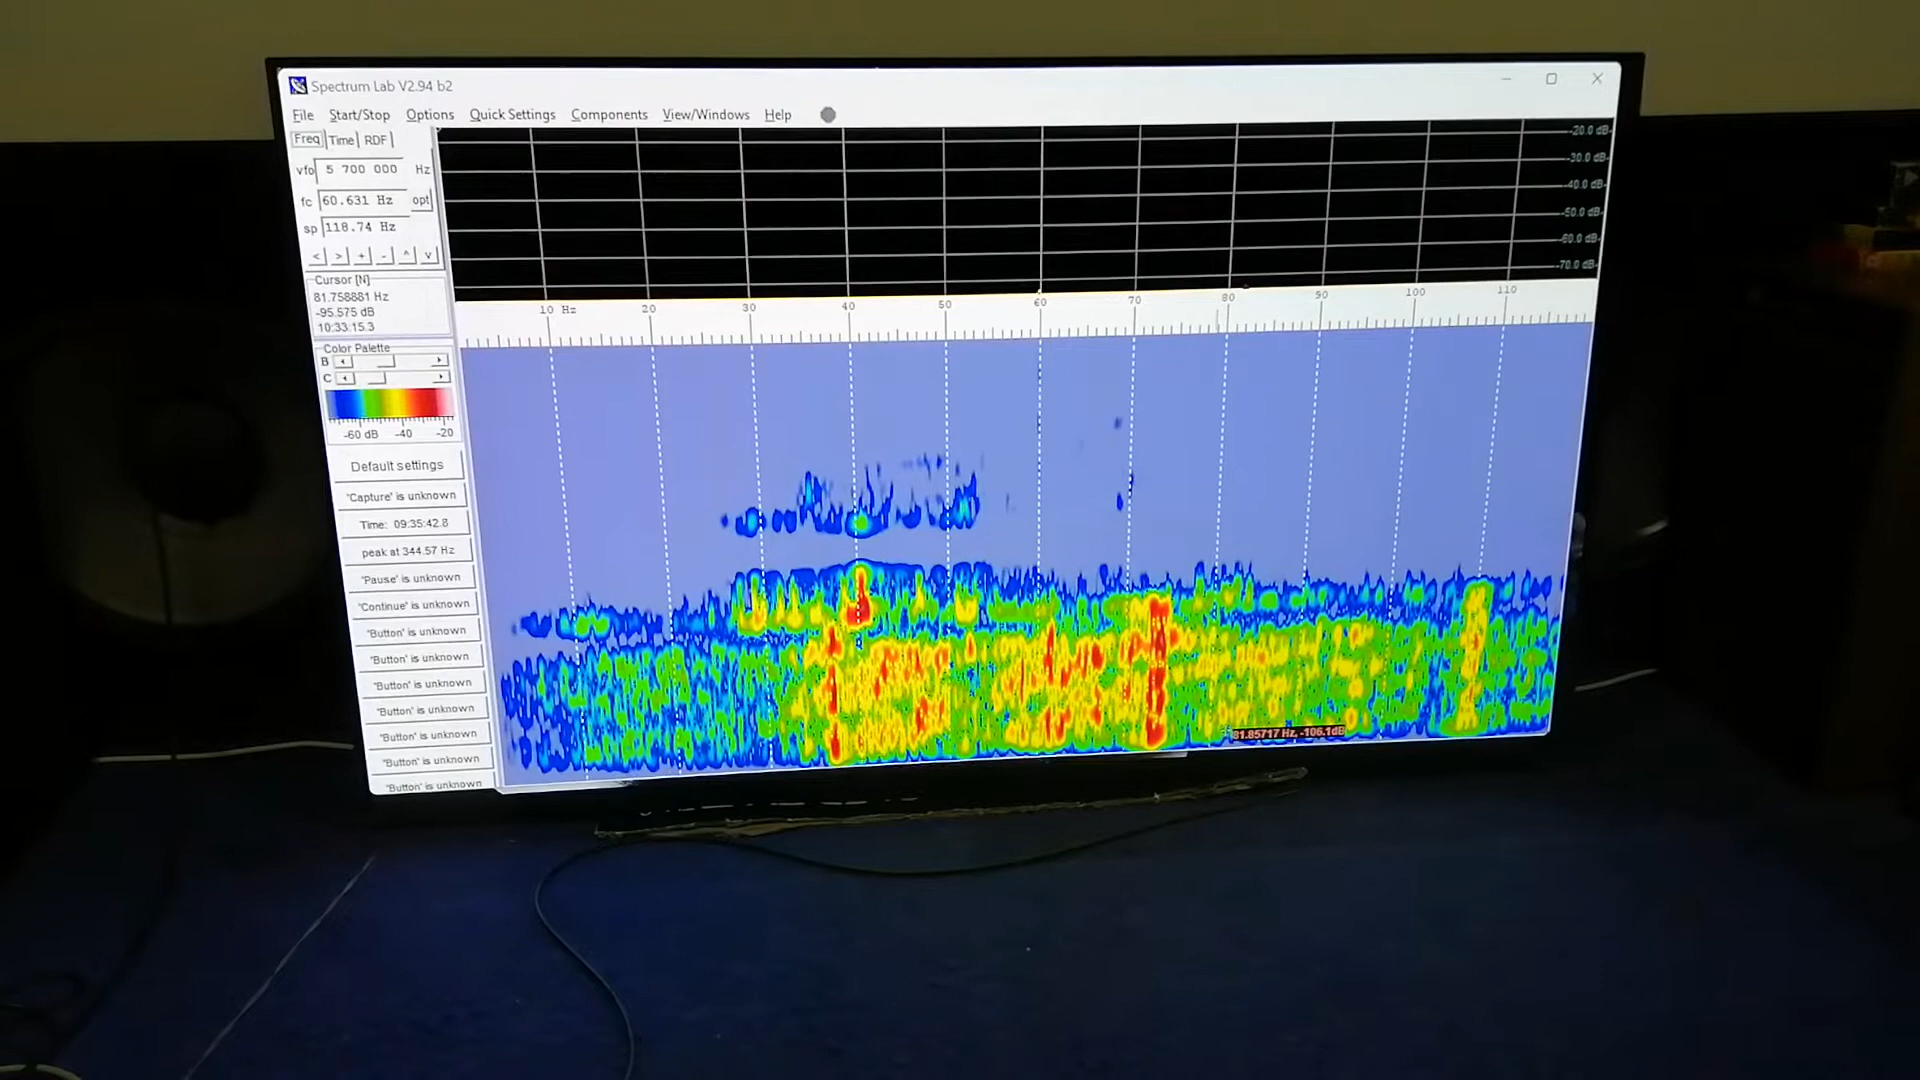 Spectrum Lab V2.94 b2
File Start/Stop Options Quick Settings Components View/Windows Help
Freq Time RDF
vfo 5 700 000 Hz
fc 60.631 Hz opt
sp 118.74 Hz
< > + - ^ v
Cursor [N]
81.758881 Hz
-95.575 dB
10:33:15.3
Color Palette
B
C
-60 dB -40 -20
Default settings
'Capture' is unknown
Time: 09:35:42.8
peak at 344.57 Hz
'Pause' is unknown
'Continue' is unknown
'Button' is unknown
'Button' is unknown
'Button' is unknown
'Button' is unknown
'Button' is unknown
'Button' is unknown
'Button' is unknown
-20.0 dB
-30.0 dB
-40.0 dB
-50.0 dB
-60.0 dB
-70.0 dB
10 Hz 20 30 40 50 60 70 80 90 100 110
81.85717 Hz, -106.1dB